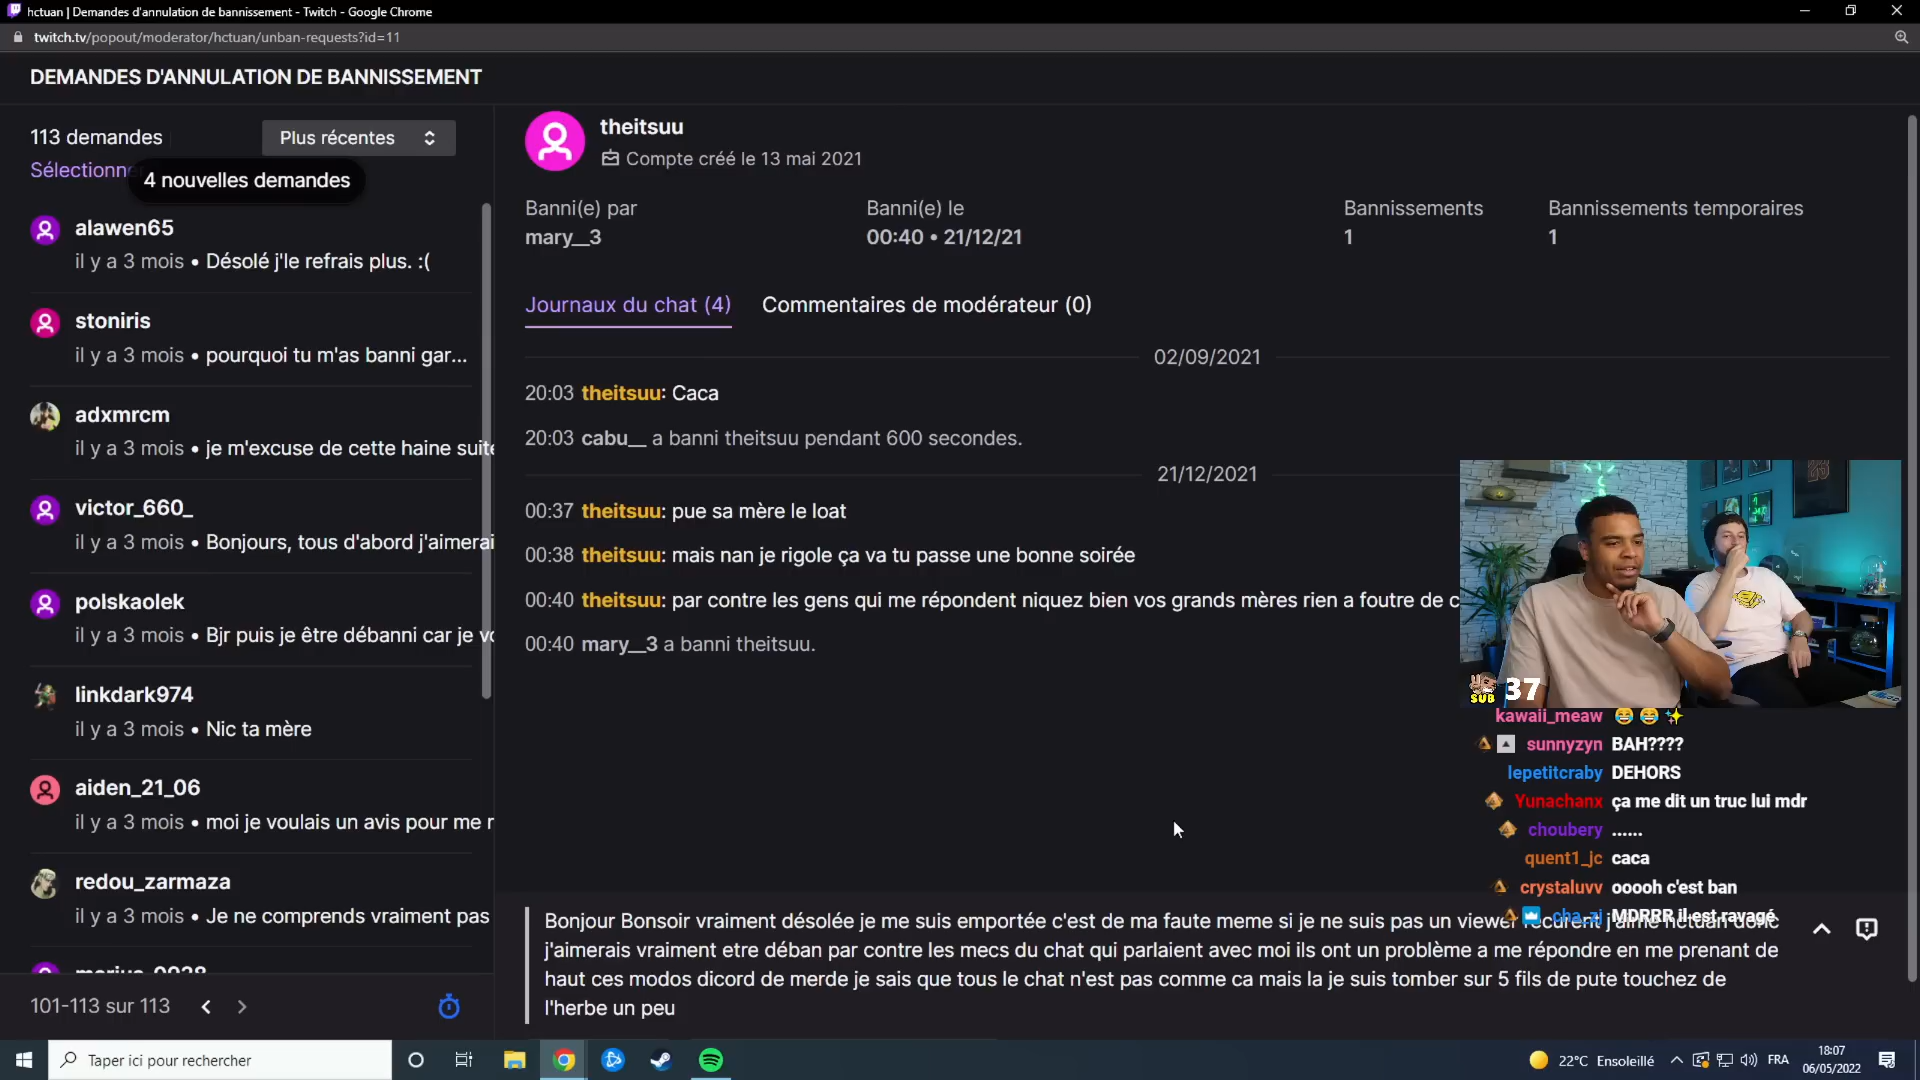 hctuan | Demandes d'annulation de bannissement - Twitch - Google Chrome
twitch.tv/popout/moderator/hctuan/unban-requests?id=11
DEMANDES D'ANNULATION DE BANNISSEMENT
113 demandes
Plus récentes
Sélectionne
4 nouvelles demandes
alawen65
il y a 3 mois • Désolé j'le refrais plus. :(
stoniris
il y a 3 mois • pourquoi tu m'as banni gar...
adxmrcm
il y a 3 mois • je m'excuse de cette haine suite
victor_660_
il y a 3 mois • Bonjours, tous d'abord j'aimerai
polskaolek
il y a 3 mois • Bjr puis je être débanni car je vo
linkdark974
il y a 3 mois • Nic ta mère
aiden_21_06
il y a 3 mois • moi je voulais un avis pour me r
redou_zarmaza
il y a 3 mois • Je ne comprends vraiment pas
101-113 sur 113
theitsuu
Compte créé le 13 mai 2021
Banni(e) par
mary__3
Banni(e) le
00:40 • 21/12/21
Bannissements
1
Bannissements temporaires
1
Journaux du chat (4)
Commentaires de modérateur (0)
02/09/2021
20:03 theitsuu: Caca
20:03 cabu__ a banni theitsuu pendant 600 secondes.
21/12/2021
00:37 theitsuu: pue sa mère le loat
00:38 theitsuu: mais nan je rigole ça va tu passe une bonne soirée
00:40 theitsuu: par contre les gens qui me répondent niquez bien vos grands mères rien a foutre de c
00:40 mary__3 a banni theitsuu.
SUB 37
kawaii_meaw 😂 😂 ✨
sunnyzyn BAH????
lepetitcraby DEHORS
Yunachanx ça me dit un truc lui mdr
choubery ......
quent1_jc caca
crystaluvv ooooh c'est ban
cha_zj MDRRR il est ravagé
Bonjour Bonsoir vraiment désolée je me suis emportée c'est de ma faute meme si je ne suis pas un viewer récurent j'aime hctuan donc
j'aimerais vraiment etre déban par contre les mecs du chat qui parlaient avec moi ils ont un problème a me répondre en me prenant de
haut ces modos dicord de merde je sais que tous le chat n'est pas comme ca mais la je suis tomber sur 5 fils de pute touchez de
l'herbe un peu
Taper ici pour rechercher
22°C Ensoleillé
FRA
18:07
06/05/2022